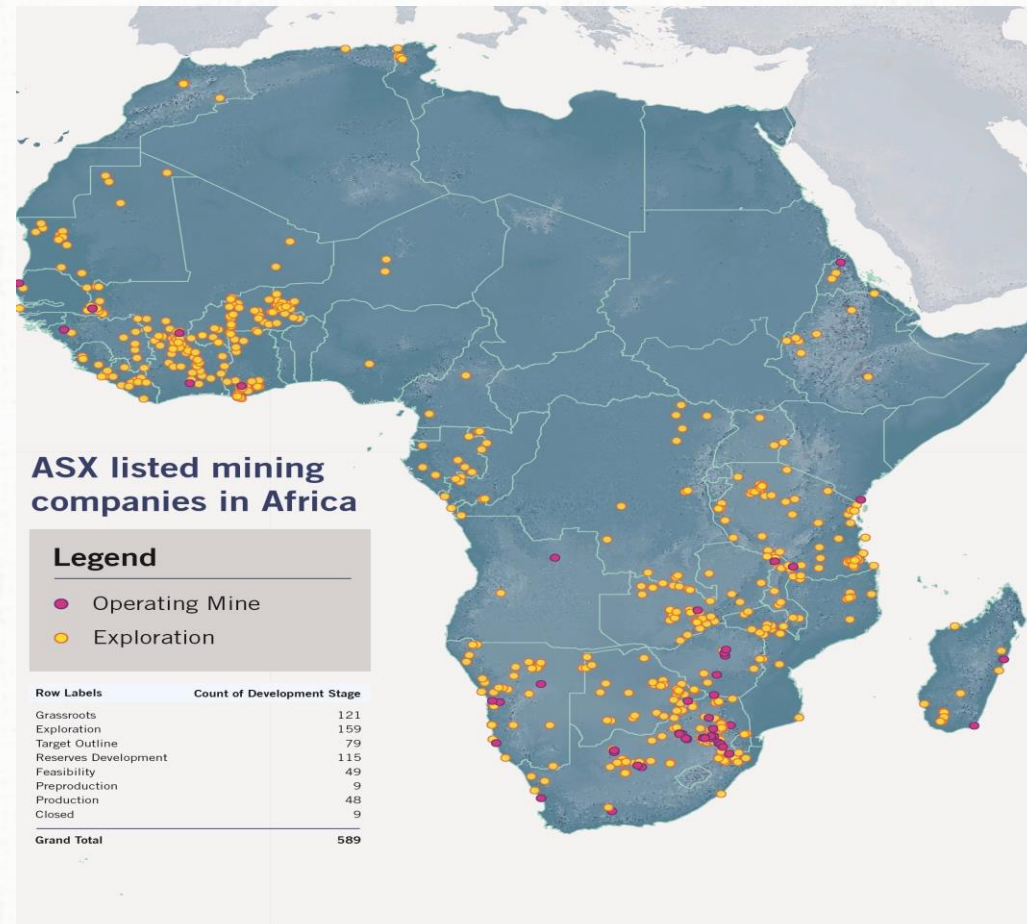 ASX listed mining
companies in Africa
Legend
Operating Mine
Exploration
Row Labels Count of Development Stage
Grassroots 121
Exploration 159
Target Outline 79
Reserves Development 115
Feasibility 49
Preproduction 9
Production 48
Closed 9
Grand Total 589